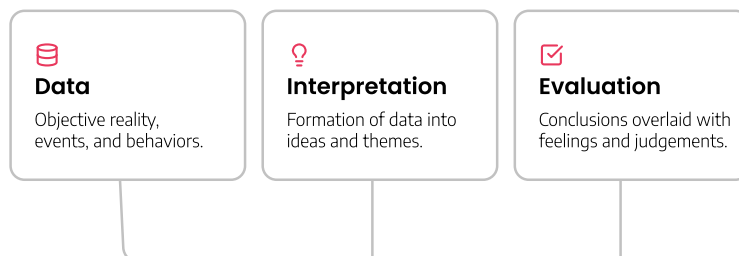 Data
Objective reality,
events, and behaviors.
Interpretation
Formation of data into
ideas and themes.
Evaluation
Conclusions overlaid with
feelings and judgements.